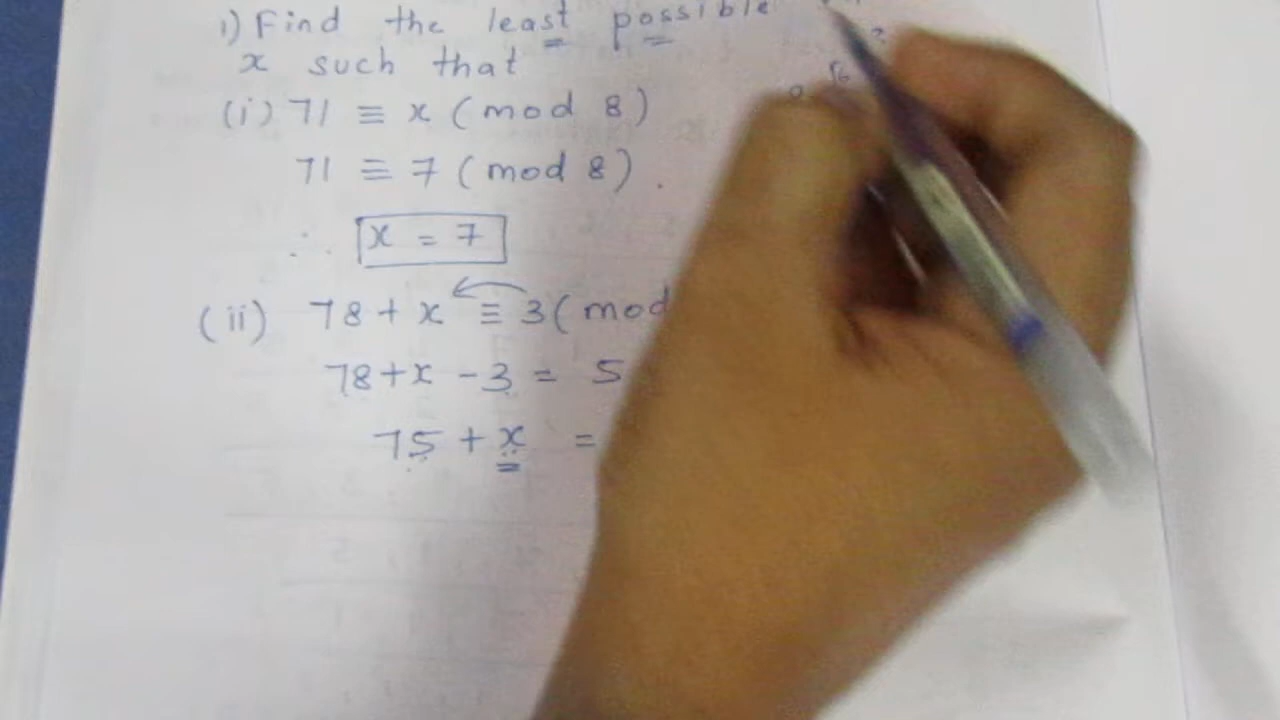 1) Find the least possible
x such that
(i) 71 ≡ x (mod 8)
71 ≡ 7 (mod 8).
∴ x = 7
(ii) 78 + x ≡ 3 (mod
78 + x - 3 = 5
75 + x =